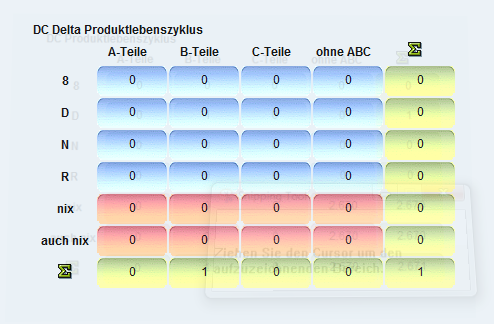 DC Delta Produktlebenszyklus
A-Teile B-Teile C-Teile ohne ABC Σ
8 0 0 0 0 0
D 0 0 0 0 0
N 0 0 0 0 0
R 0 0 0 0 0
nix 0 0 0 0 0
auch nix 0 0 0 0 0
Ziehen Sie den Cursor um den
aufzuzeichnenden Bereich.
Σ 0 1 0 0 1